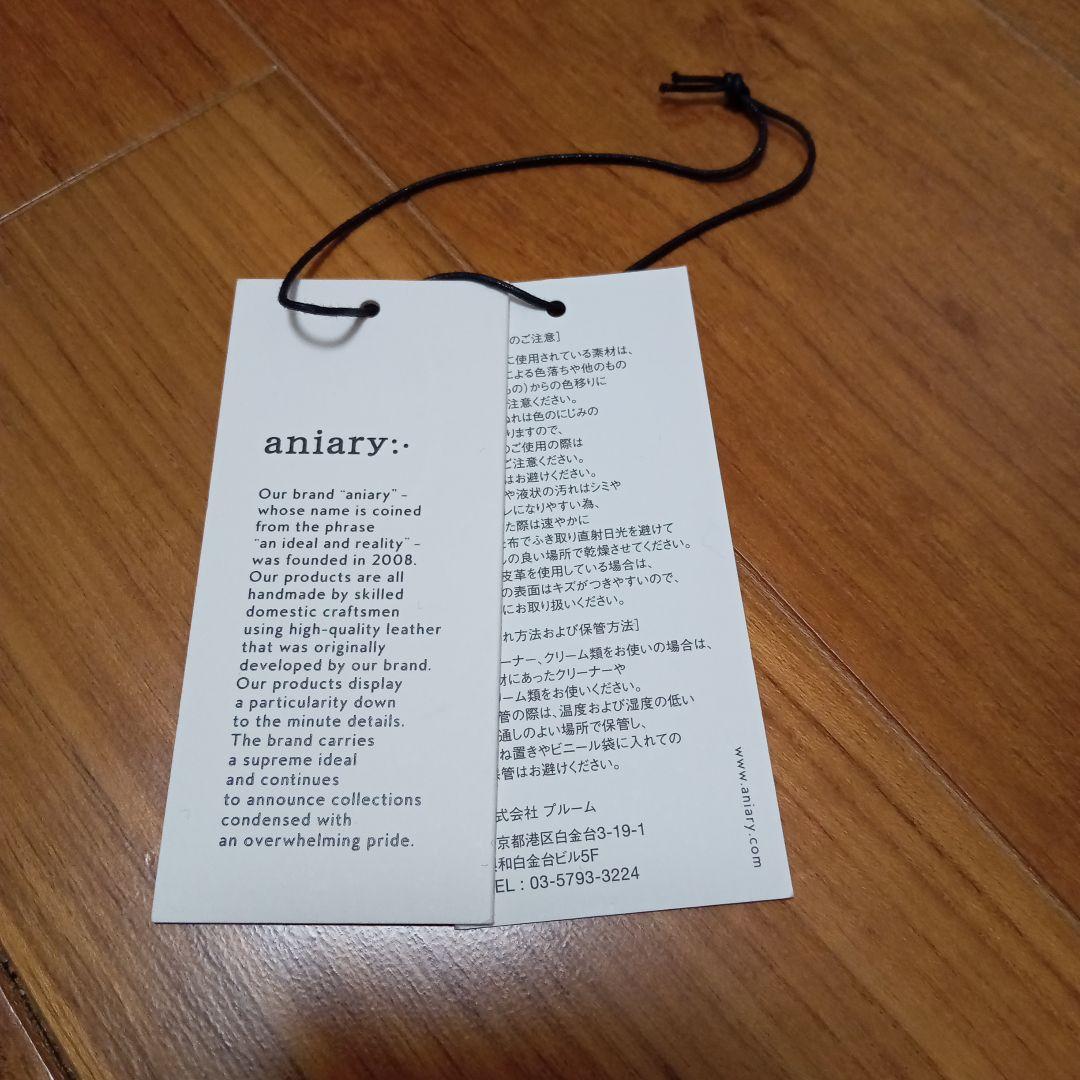 aniary:.
Our brand "aniary" –
whose name is coined
from the phrase
"an ideal and reality" –
was founded in 2008.
Our products are all
handmade by skilled
domestic craftsmen
using high-quality leather
that was originally
developed by our brand.
Our products display
a particularity down
to the minute details.
The brand carries
a supreme ideal
and continues
to announce collections
condensed with
an overwhelming pride.
のご注意]
に使用されている素材は、
による色落ちや他のもの
もの)からの色移りに
注意ください。
ぬれは色のにじみの
りますので、
のご使用の際は
ご注意ください。
はお避けください。
や液状の汚れはシミや
レになりやすい為、
た際は速やかに
布でふき取り直射日光を避けて
しの良い場所で乾燥させてください。
皮革を使用している場合は、
の表面はキズがつきやすいので、
にお取り扱いください。
れ方法および保管方法]
ーナー、クリーム類をお使いの場合は、
材にあったクリーナーや
ーム類をお使いください。
管の際は、温度および湿度の低い
通しのよい場所で保管し、
ね置きやビニール袋に入れての
管はお避けください。
式会社 プルーム
京都港区白金台3-19-1
和白金台ビル5F
EL : 03-5793-3224
www.aniary.com